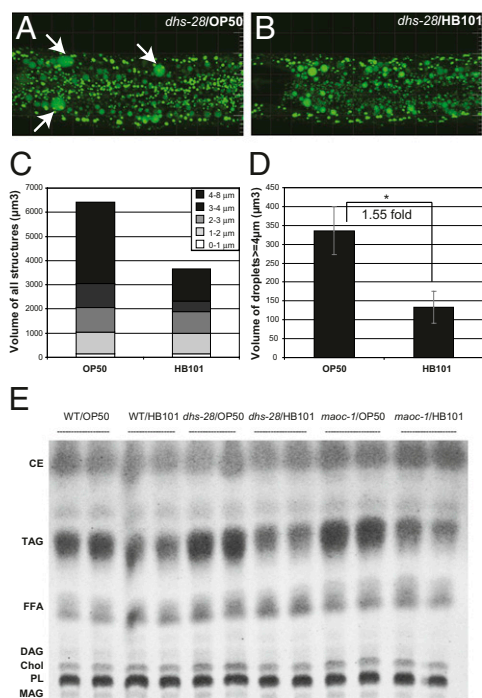 A
dhs-28/OP50
B
dhs-28/HB101
C
Volume of all structures (µm3)
7000
6000
5000
4000
3000
2000
1000
0
4-8 µm
3-4 µm
2-3 µm
1-2 µm
0-1 µm
OP50
HB101
D
Volume of droplets>=4µm (µm3)
450
400
350
300
250
200
150
100
50
0
*
1.55 fold
OP50
HB101
E
WT/OP50 WT/HB101 dhs-28/OP50 dhs-28/HB101 maoc-1/OP50 maoc-1/HB101
CE
TAG
FFA
DAG
Chol
PL
MAG